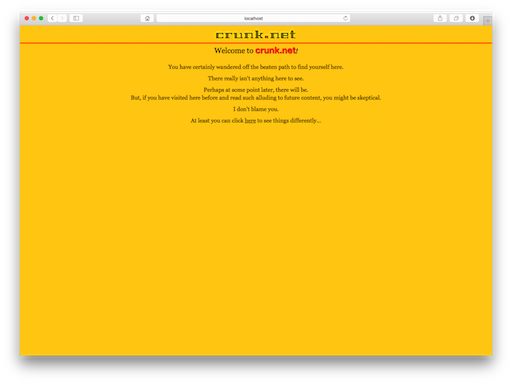 localhost
crunk.net
Welcome to crunk.net!
You have certainly wandered off the beaten path to find yourself here.
There really isn't anything here to see.
Perhaps at some point later, there will be.
But, if you have visited here before and read such alluding to future content, you might be skeptical.
I don't blame you.
At least you can click here to see things differently...